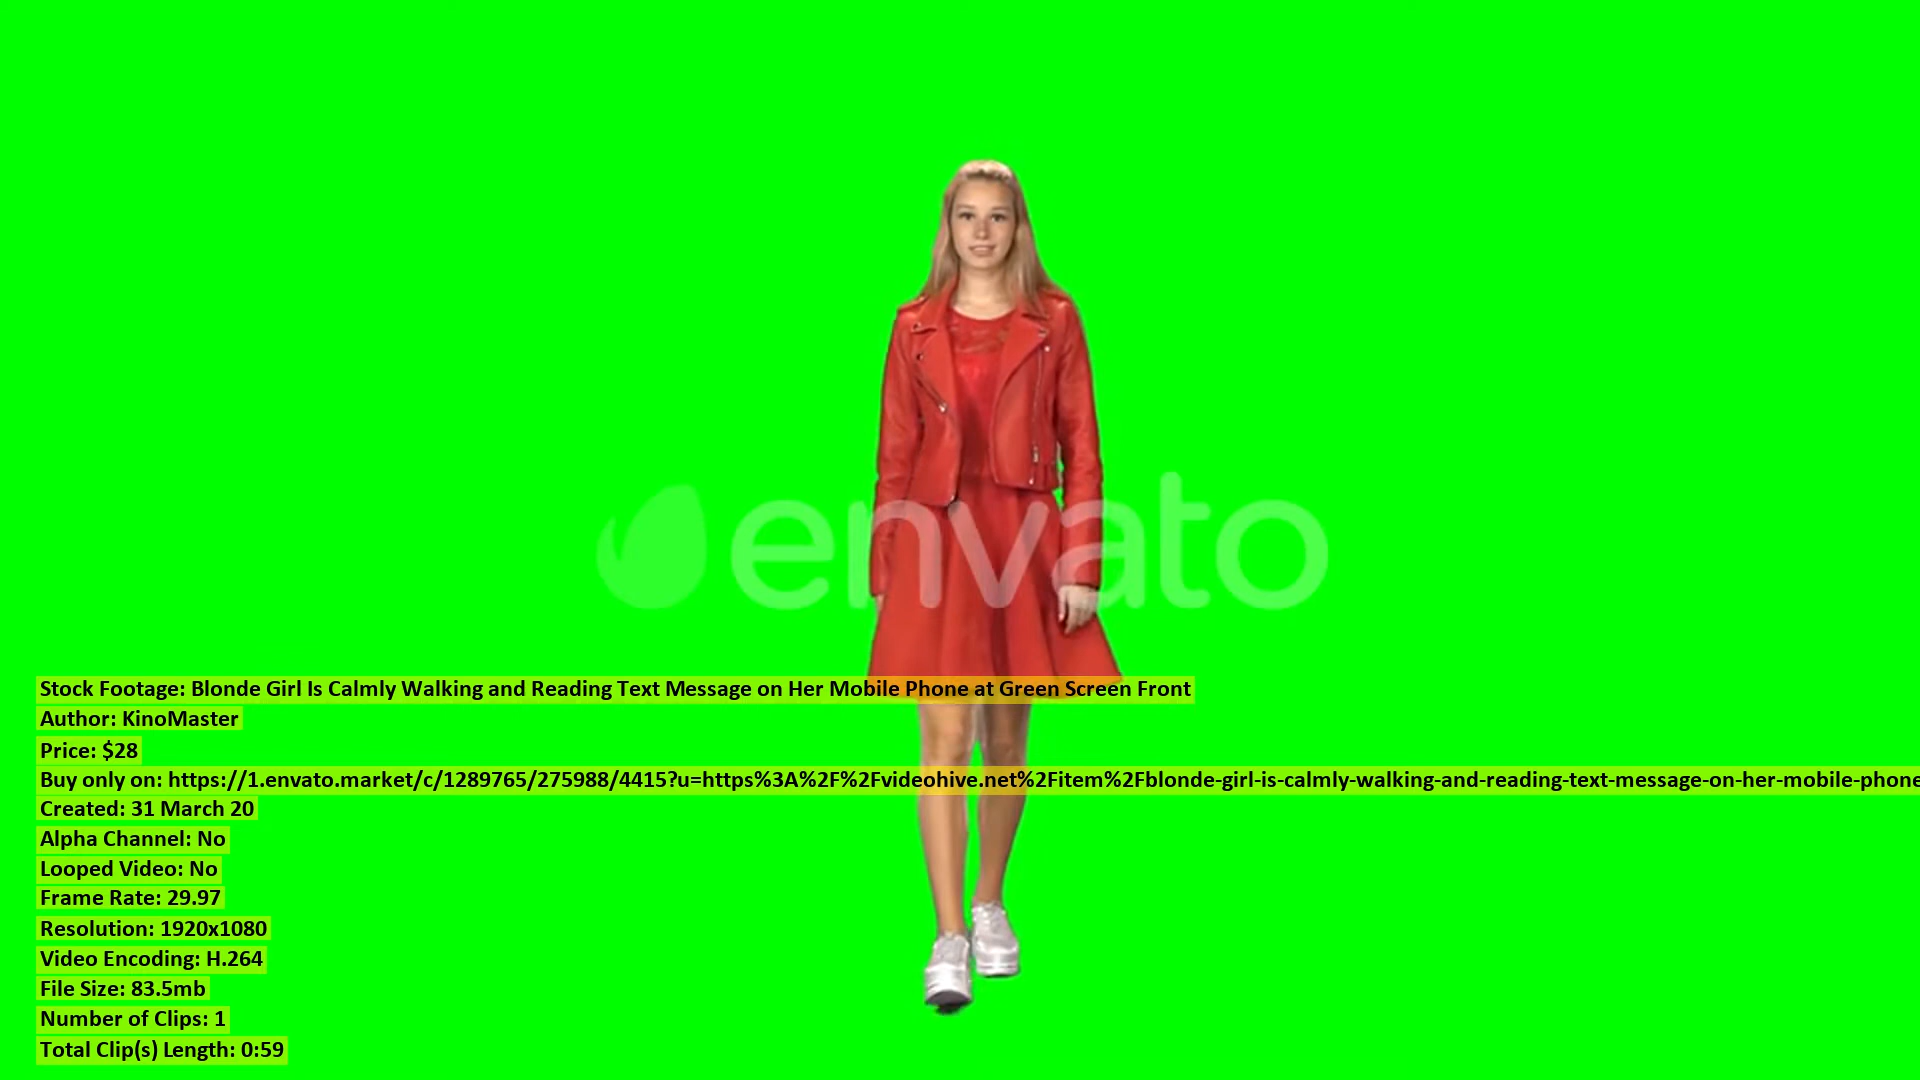 envato
Stock Footage: Blonde Girl Is Calmly Walking and Reading Text Message on Her Mobile Phone at Green Screen Front
Author: KinoMaster
Price: $28
Buy only on: https://1.envato.market/c/1289765/275988/4415?u=https%3A%2F%2Fvideohive.net%2Fitem%2Fblonde-girl-is-calmly-walking-and-reading-text-message-on-her-mobile-phone
Created: 31 March 20
Alpha Channel: No
Looped Video: No
Frame Rate: 29.97
Resolution: 1920x1080
Video Encoding: H.264
File Size: 83.5mb
Number of Clips: 1
Total Clip(s) Length: 0:59